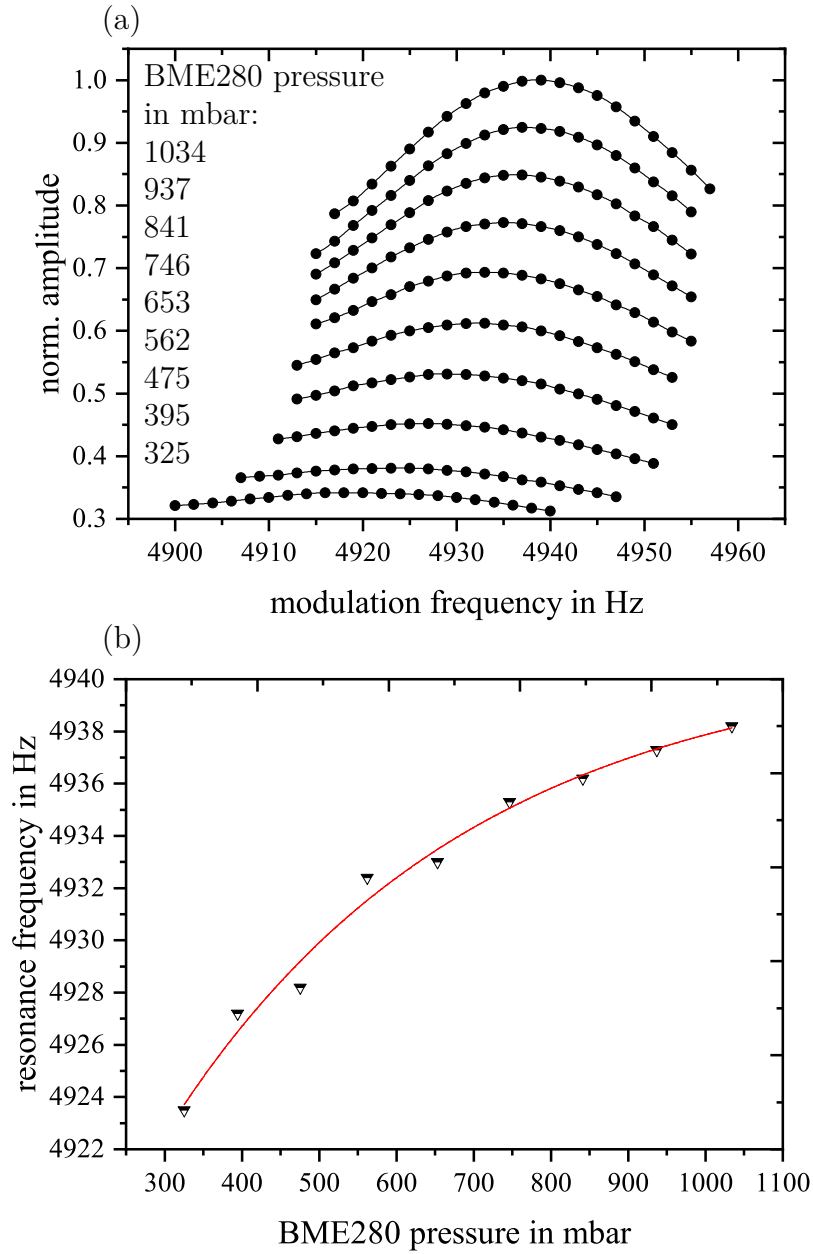 (a)
BME280 pressure
in mbar:
1034
937
841
746
653
562
475
395
325
norm. amplitude
1.0
0.9
0.8
0.7
0.6
0.5
0.4
0.3
4900 4910 4920 4930 4940 4950 4960
modulation frequency in Hz
(b)
resonance frequency in Hz
4940
4938
4936
4934
4932
4930
4928
4926
4924
4922
300 400 500 600 700 800 900 1000 1100
BME280 pressure in mbar